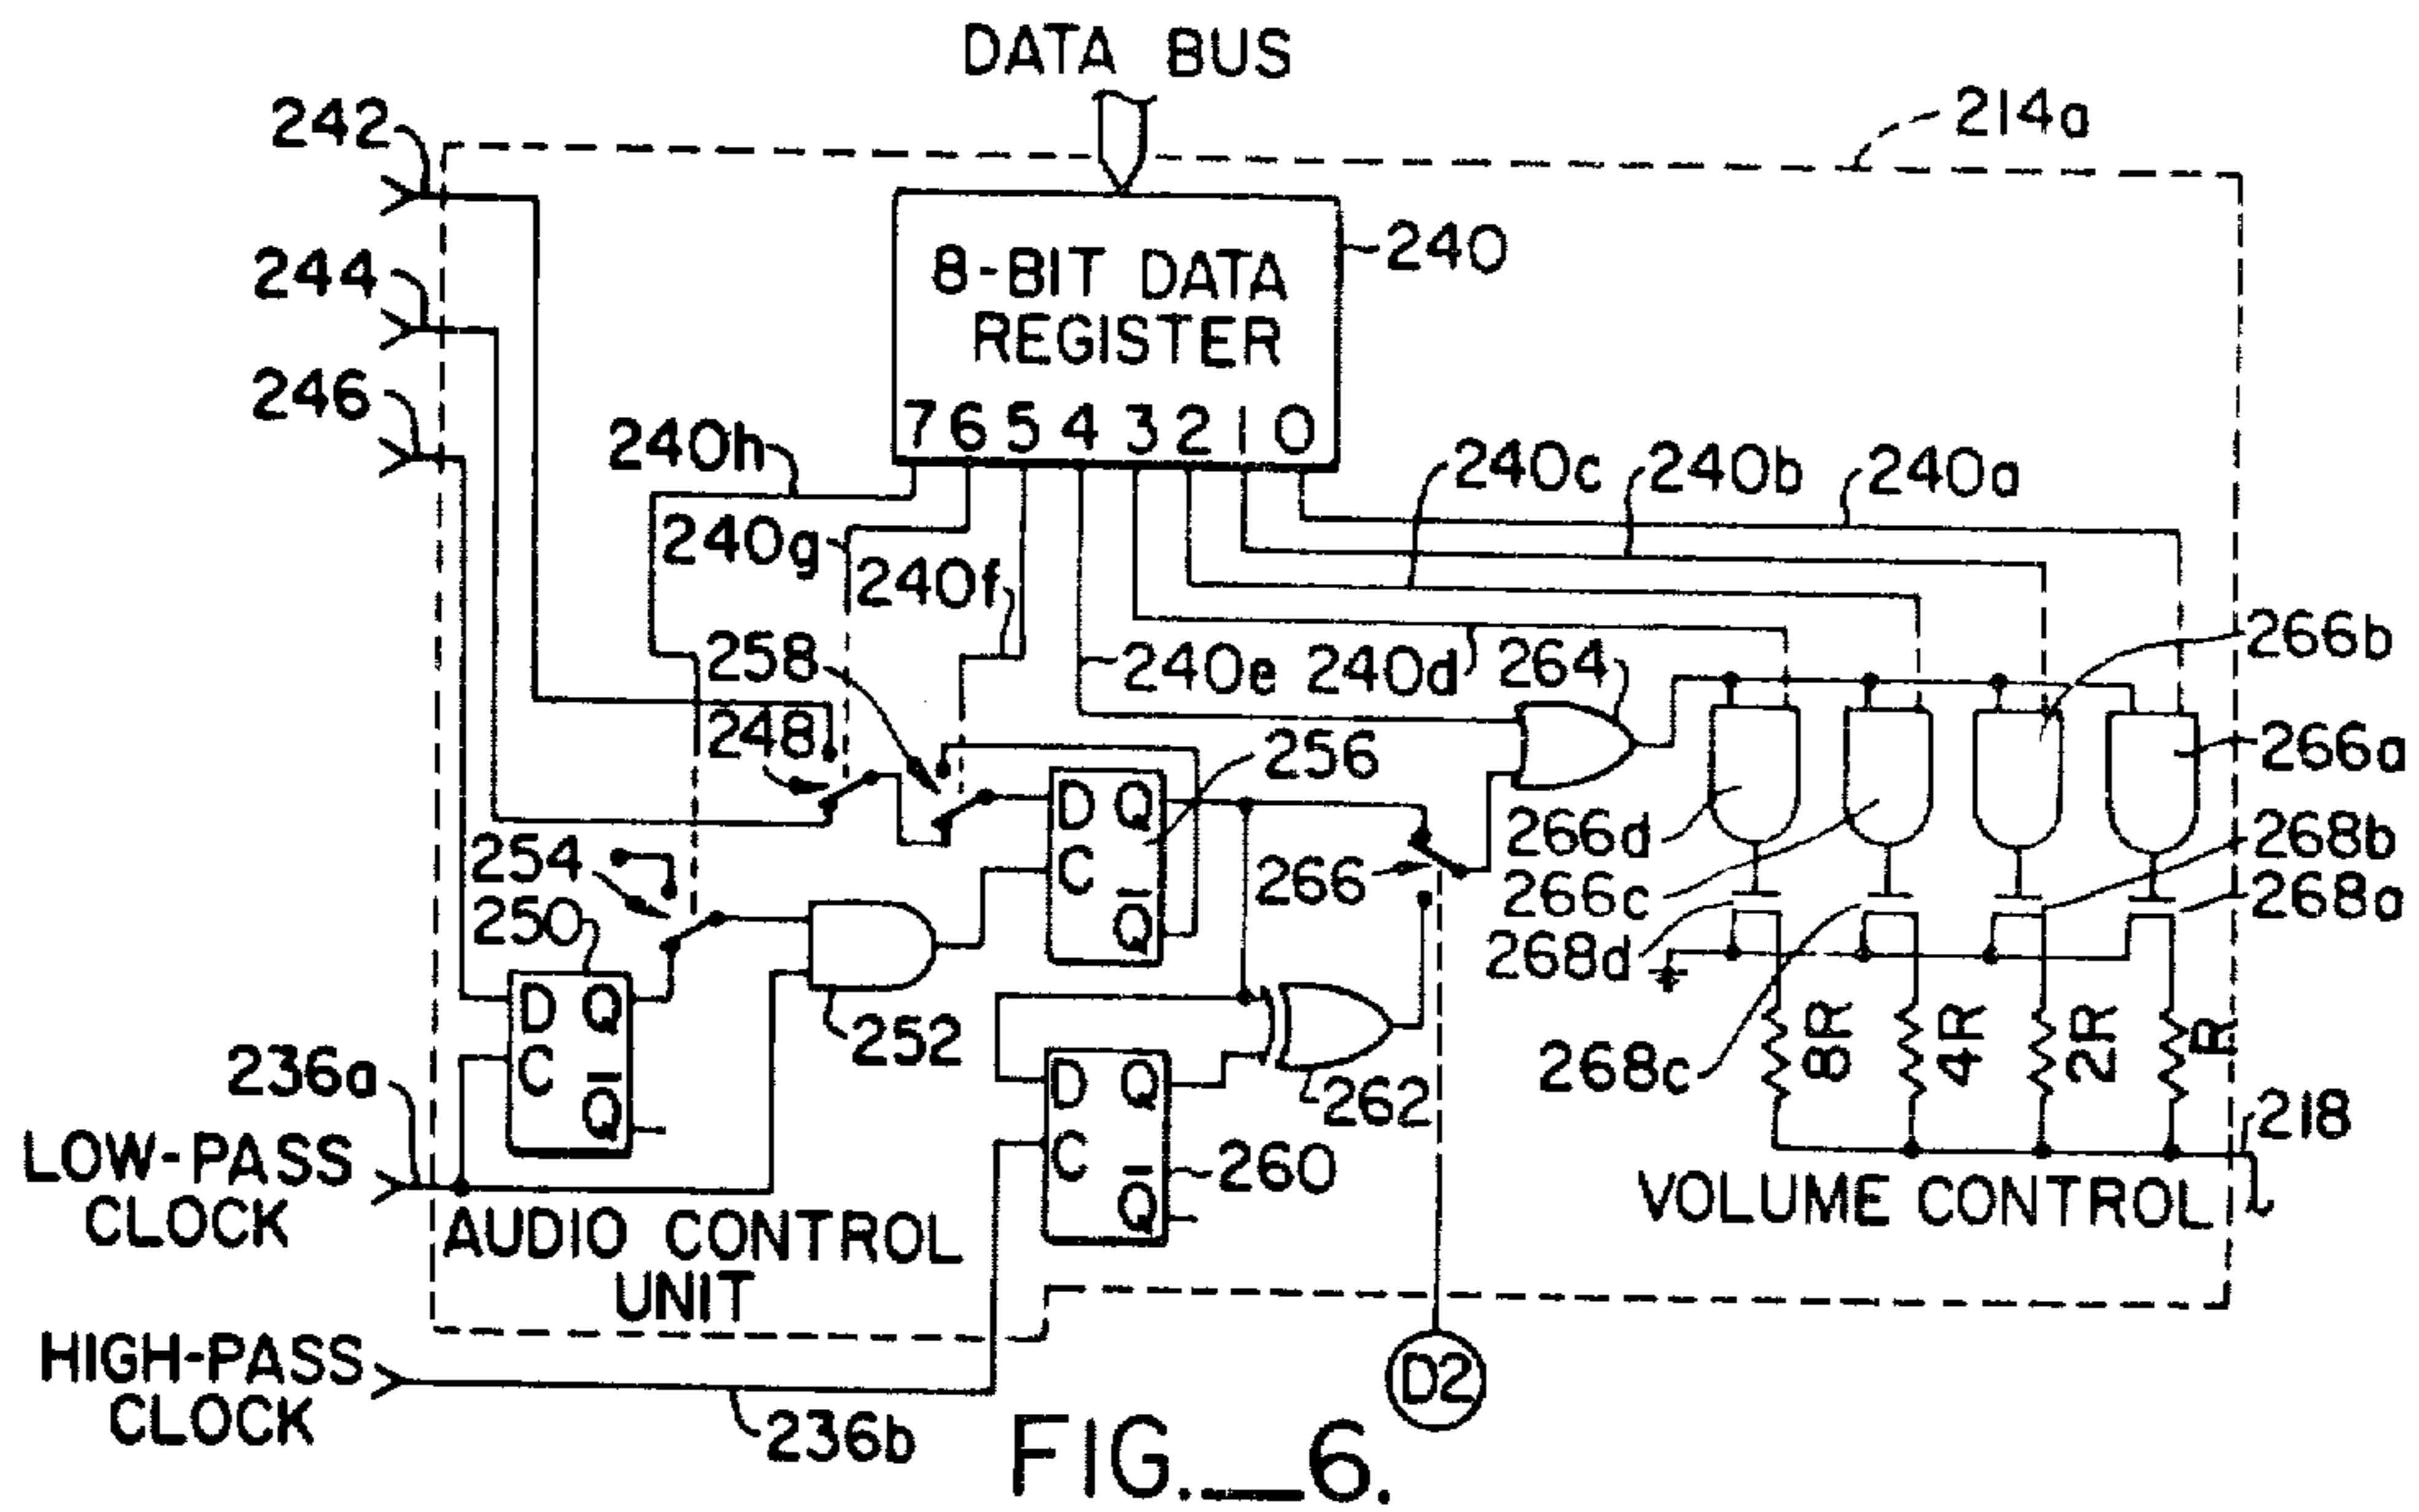 DATA BUS
242
214a
244
240
8-BIT DATA
REGISTER
246
7 6 5 4 3 2 1 0
240h
240c
240b
240a
240g
240f
258
240e
240d
264
266b
248
256
266a
254
266d
268b
250
266
266c
268a
D Q
C
Q̅
268d
D Q
C
Q̅
252
8R
4R
2R
R
236a
262
268c
D Q
C
Q̅
260
218
LOW-PASS
CLOCK
VOLUME CONTROL
AUDIO CONTROL
UNIT
HIGH-PASS
CLOCK
236b
D2
FIG._6.